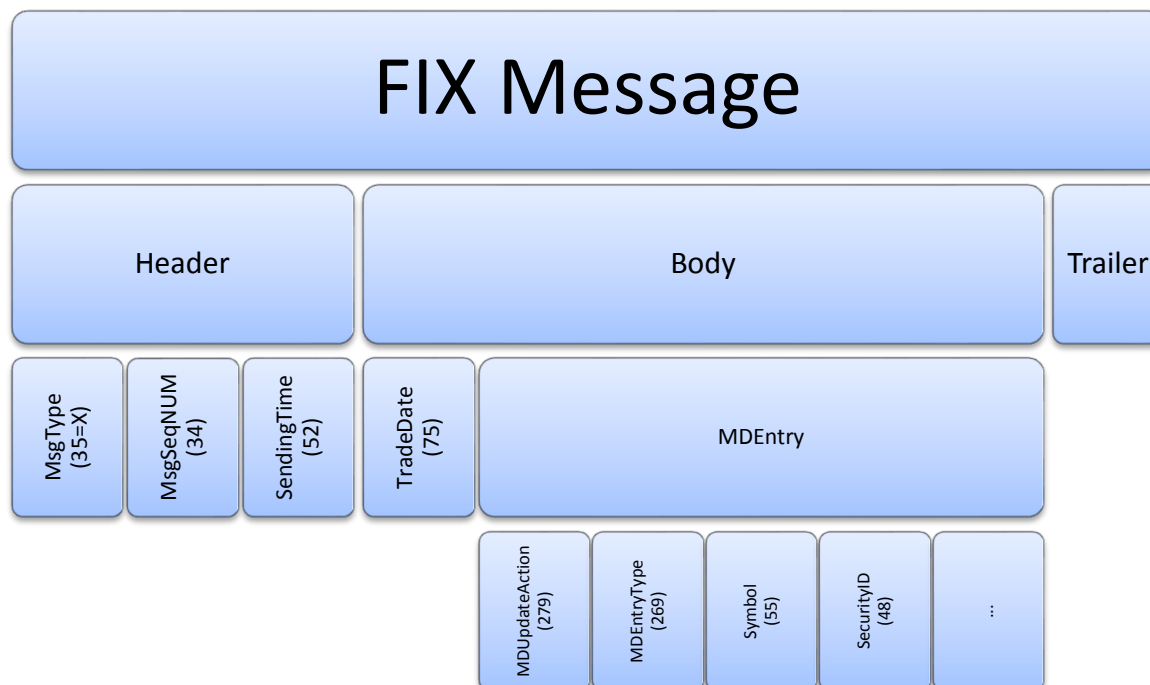 FIX Message
Header
Body
Trailer
MsgType
(35=X)
MsgSeqNUM
(34)
SendingTime
(52)
TradeDate
(75)
MDEntry
MDUpdateAction
(279)
MDEntryType
(269)
Symbol
(55)
SecurityID
(48)
...